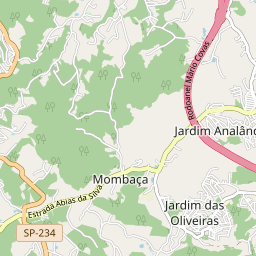 Rodoanel Mário Covas
Jardim Analând
Mombaça
Estrada Abias da Silva
Jardim das
Oliveiras
SP-234